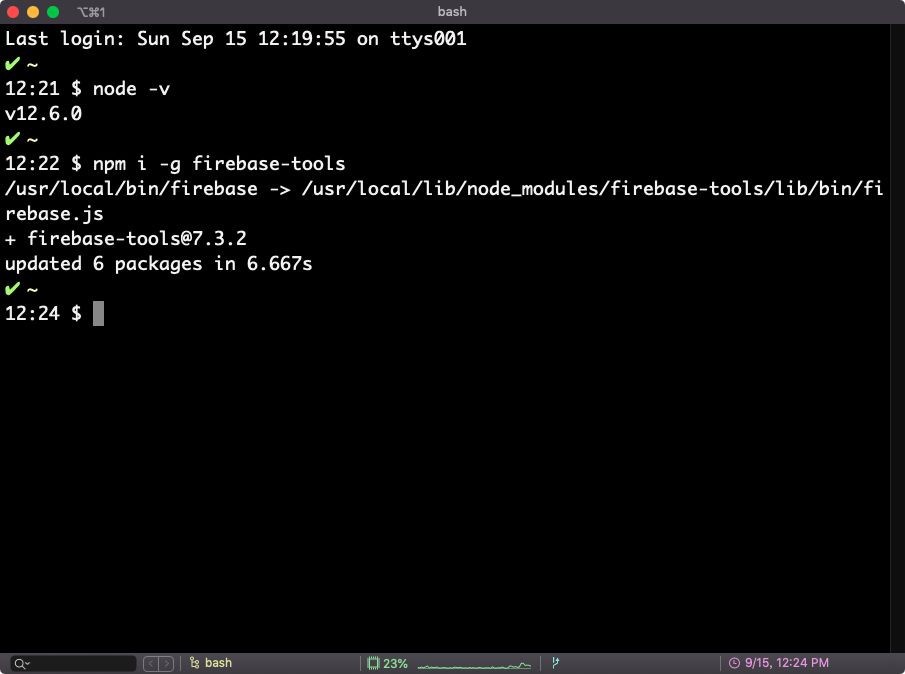 ⌥⌘1 bash
Last login: Sun Sep 15 12:19:55 on ttys001
✔ ~
12:21 $ node -v
v12.6.0
✔ ~
12:22 $ npm i -g firebase-tools
/usr/local/bin/firebase -> /usr/local/lib/node_modules/firebase-tools/lib/bin/fi
rebase.js
+ firebase-tools@7.3.2
updated 6 packages in 6.667s
✔ ~
12:24 $
bash 23% 9/15, 12:24 PM